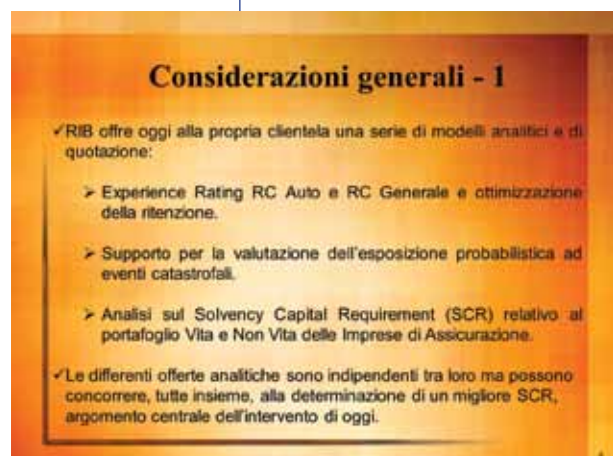 Considerazioni generali - 1
✓RIB offre oggi alla propria clientela una serie di modelli analitici e di
quotazione:
➢ Experience Rating RC Auto e RC Generale e ottimizzazione
della ritenzione.
➢ Supporto per la valutazione dell'esposizione probabilistica ad
eventi catastrofali.
➢ Analisi sul Solvency Capital Requirement (SCR) relativo al
portafoglio Vita e Non Vita delle Imprese di Assicurazione.
✓Le differenti offerte analitiche sono indipendenti tra loro ma possono
concorrere, tutte insieme, alla determinazione di un migliore SCR,
argomento centrale dell'intervento di oggi.